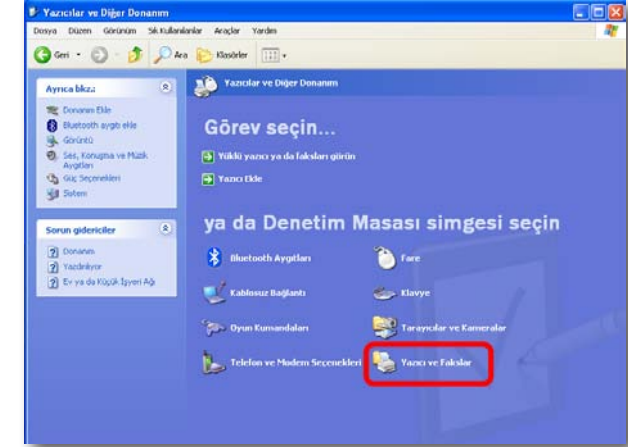 Yazıcılar ve Diğer Donanım
Dosya Düzen Görünüm Sık Kullanılanlar Araçlar Yardım
Geri Ara Klasörler
Ayrıca bkz.:
Donanım Ekle
Bluetooth aygıtı ekle
Görüntü
Ses, Konuşma ve Müzik
Aygıtları
Güç Seçenekleri
Sistem
Sorun gidericiler
Donanım
Yazdırılıyor
Ev ya da Küçük İşyeri Ağı
Yazıcılar ve Diğer Donanım
Görev seçin...
Yüklü yazıcı ya da faksları görün
Yazıcı Ekle
ya da Denetim Masası simgesi seçin
Bluetooth Aygıtları
Fare
Kablosuz Bağlantı
Klavye
Oyun Kumandaları
Tarayıcılar ve Kameralar
Telefon ve Modem Seçenekleri
Yazıcı ve Fakslar